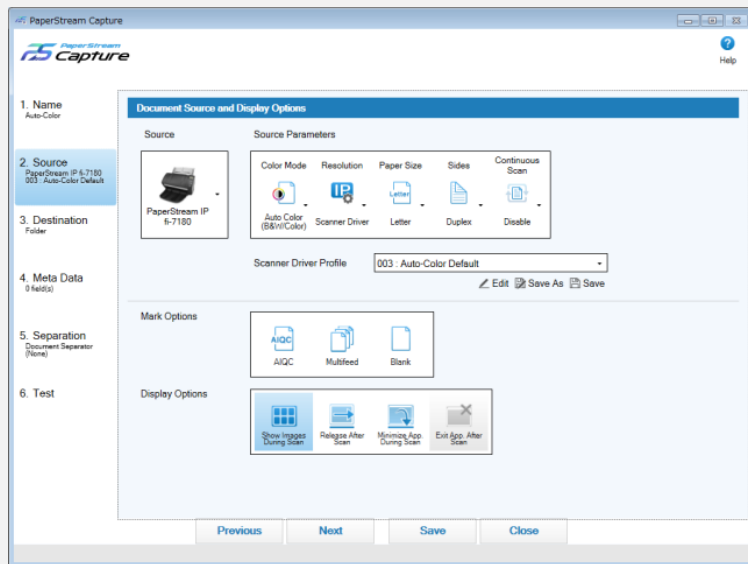 PaperStream Capture
PaperStream
Capture
Help
1. Name
Auto-Color
2. Source
PaperStream IP fi-7180
003 : Auto-Color Default
3. Destination
Folder
4. Meta Data
0 field(s)
5. Separation
Document Separator
(None)
6. Test
Document Source and Display Options
Source
Source Parameters
PaperStream IP
fi-7180
Color Mode
Resolution
Paper Size
Sides
Continuous
Scan
IP
Letter
Auto Color
(B&W/Color)
Scanner Driver
Letter
Duplex
Disable
Scanner Driver Profile
003 : Auto-Color Default
Edit
Save As
Save
Mark Options
AIQC
AIQC
Multifeed
Blank
Display Options
Show Images
During Scan
Release After
Scan
Minimize App.
During Scan
Exit App. After
Scan
Previous
Next
Save
Close